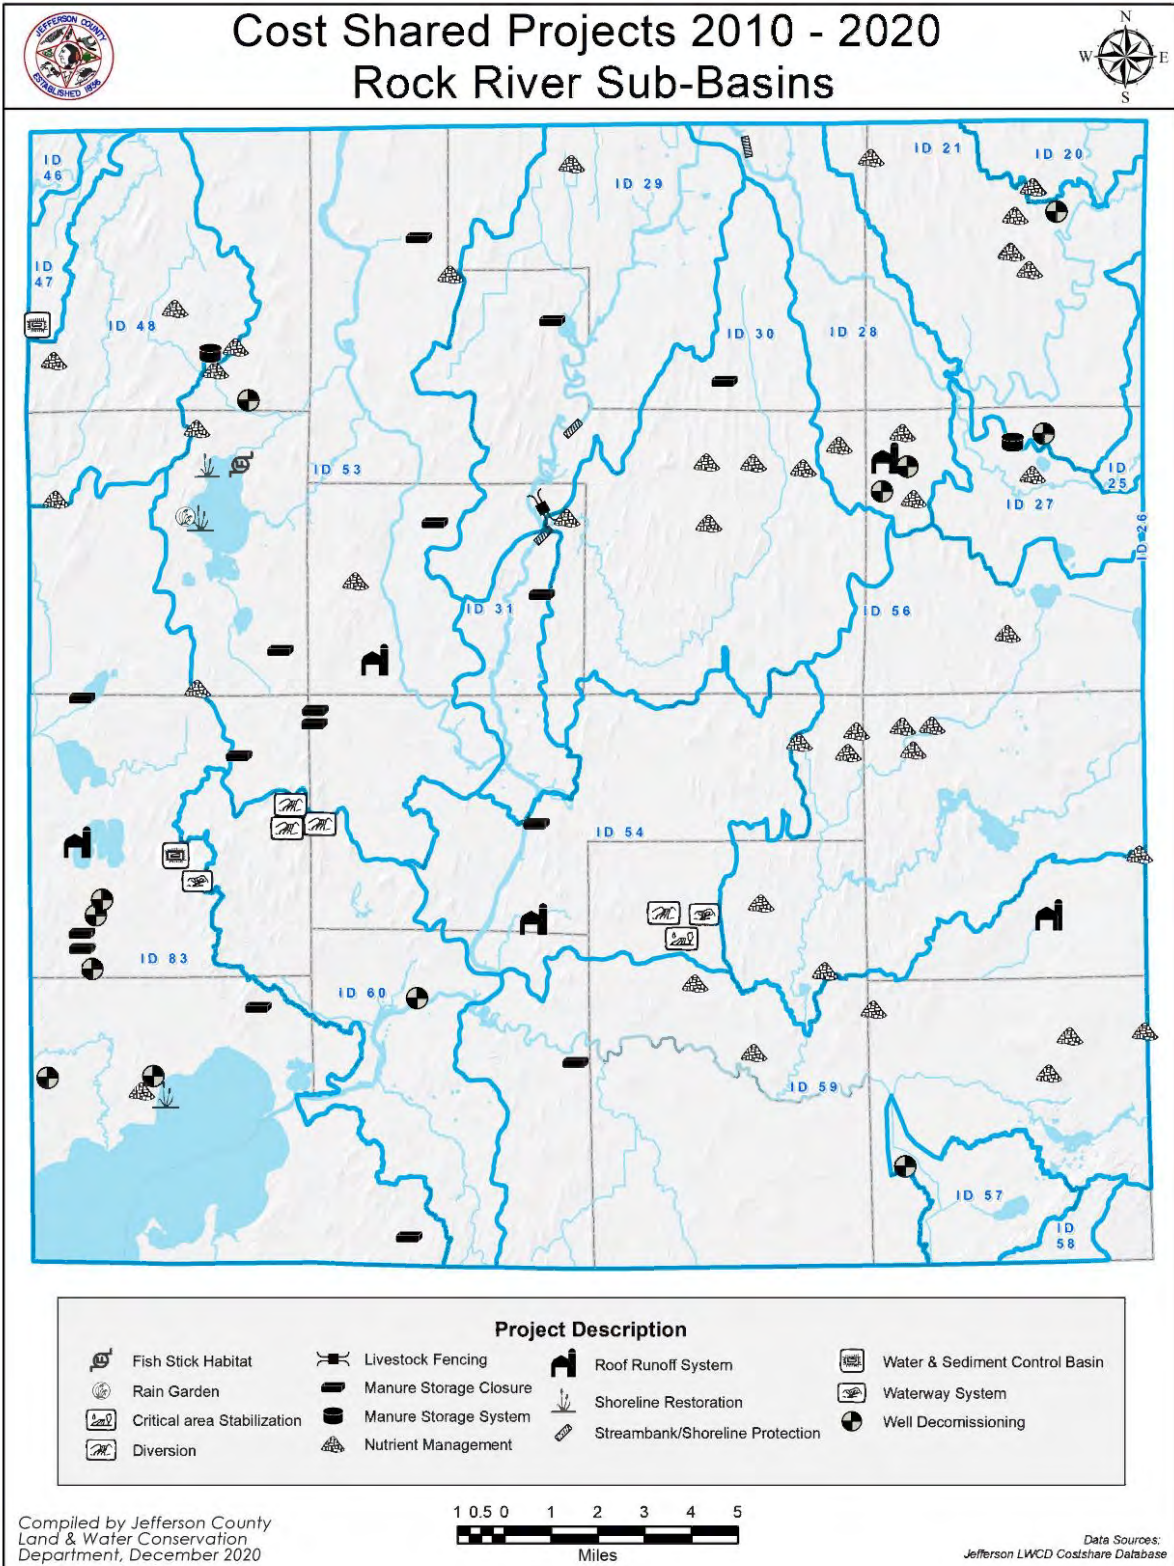 JEFFERSON COUNTY
ESTABLISHED 1836
Cost Shared Projects 2010 - 2020
Rock River Sub-Basins
N
W
E
S
ID
46
ID 29
ID 21
ID 20
ID
47
ID 48
ID 30
ID 28
ID 53
ID
25
ID 27
ID 26
ID 31
ID 56
ID 54
ID 83
ID 60
ID 59
ID 57
ID
58
Project Description
Fish Stick Habitat
Rain Garden
Critical area Stabilization
Diversion
Livestock Fencing
Manure Storage Closure
Manure Storage System
Nutrient Management
Roof Runoff System
Shoreline Restoration
Streambank/Shoreline Protection
Water & Sediment Control Basin
Waterway System
Well Decomissioning
Compiled by Jefferson County
Land & Water Conservation
Department, December 2020
1 0.5 0 1 2 3 4 5
Miles
Data Sources:
Jefferson LWCD Costshare Database